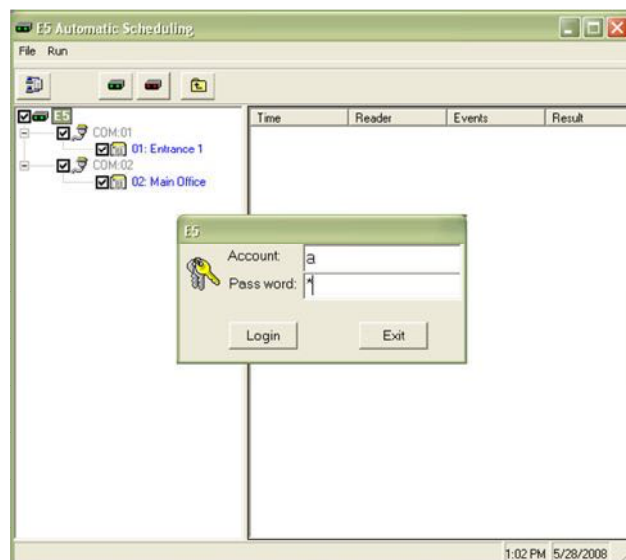 E5 Automatic Scheduling
File Run
E5
COM:01
01: Entrance 1
COM:02
02: Main Office
Time Reader Events Result
E5
Account: a
Pass word: *
Login Exit
1:02 PM 5/28/2008